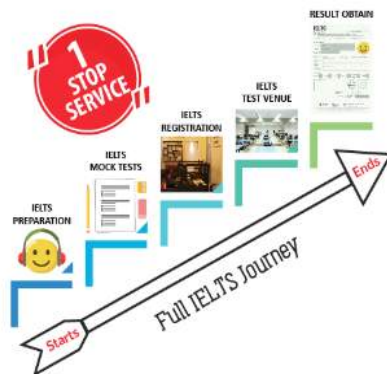 1
STOP
SERVICE
RESULT OBTAIN
IELTS
TEST VENUE
IELTS
REGISTRATION
IELTS
MOCK TESTS
IELTS
PREPARATION
Starts
Full IELTS Journey
Ends